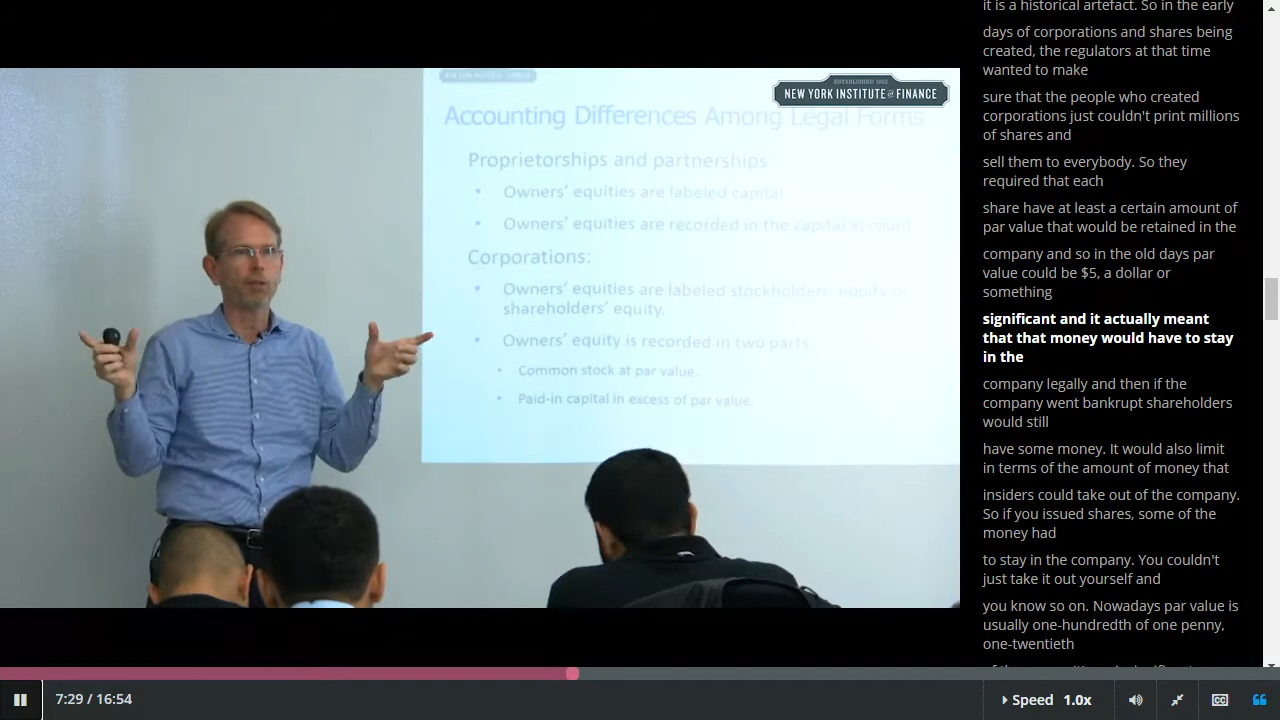 NEW YORK INSTITUTE OF FINANCE
ESTABLISHED 1922
NEW YORK INSTITUTE OF FINANCE
Accounting Differences Among Legal Forms
Proprietorships and partnerships
• Owners' equities are labeled capital
• Owners' equities are recorded in the capital account
Corporations:
• Owners' equities are labeled stockholders' equity or
shareholders' equity.
• Owners' equity is recorded in two parts
• Common stock at par value.
• Paid-in capital in excess of par value.
it is a historical artefact. So in the early
days of corporations and shares being
created, the regulators at that time
wanted to make
sure that the people who created
corporations just couldn't print millions
of shares and
sell them to everybody. So they
required that each
share have at least a certain amount of
par value that would be retained in the
company and so in the old days par
value could be $5, a dollar or
something
significant and it actually meant
that that money would have to stay
in the
company legally and then if the
company went bankrupt shareholders
would still
have some money. It would also limit
in terms of the amount of money that
insiders could take out of the company.
So if you issued shares, some of the
money had
to stay in the company. You couldn't
just take it out yourself and
you know so on. Nowadays par value is
usually one-hundredth of one penny,
one-twentieth
7:29 / 16:54
Speed 1.0x
CC